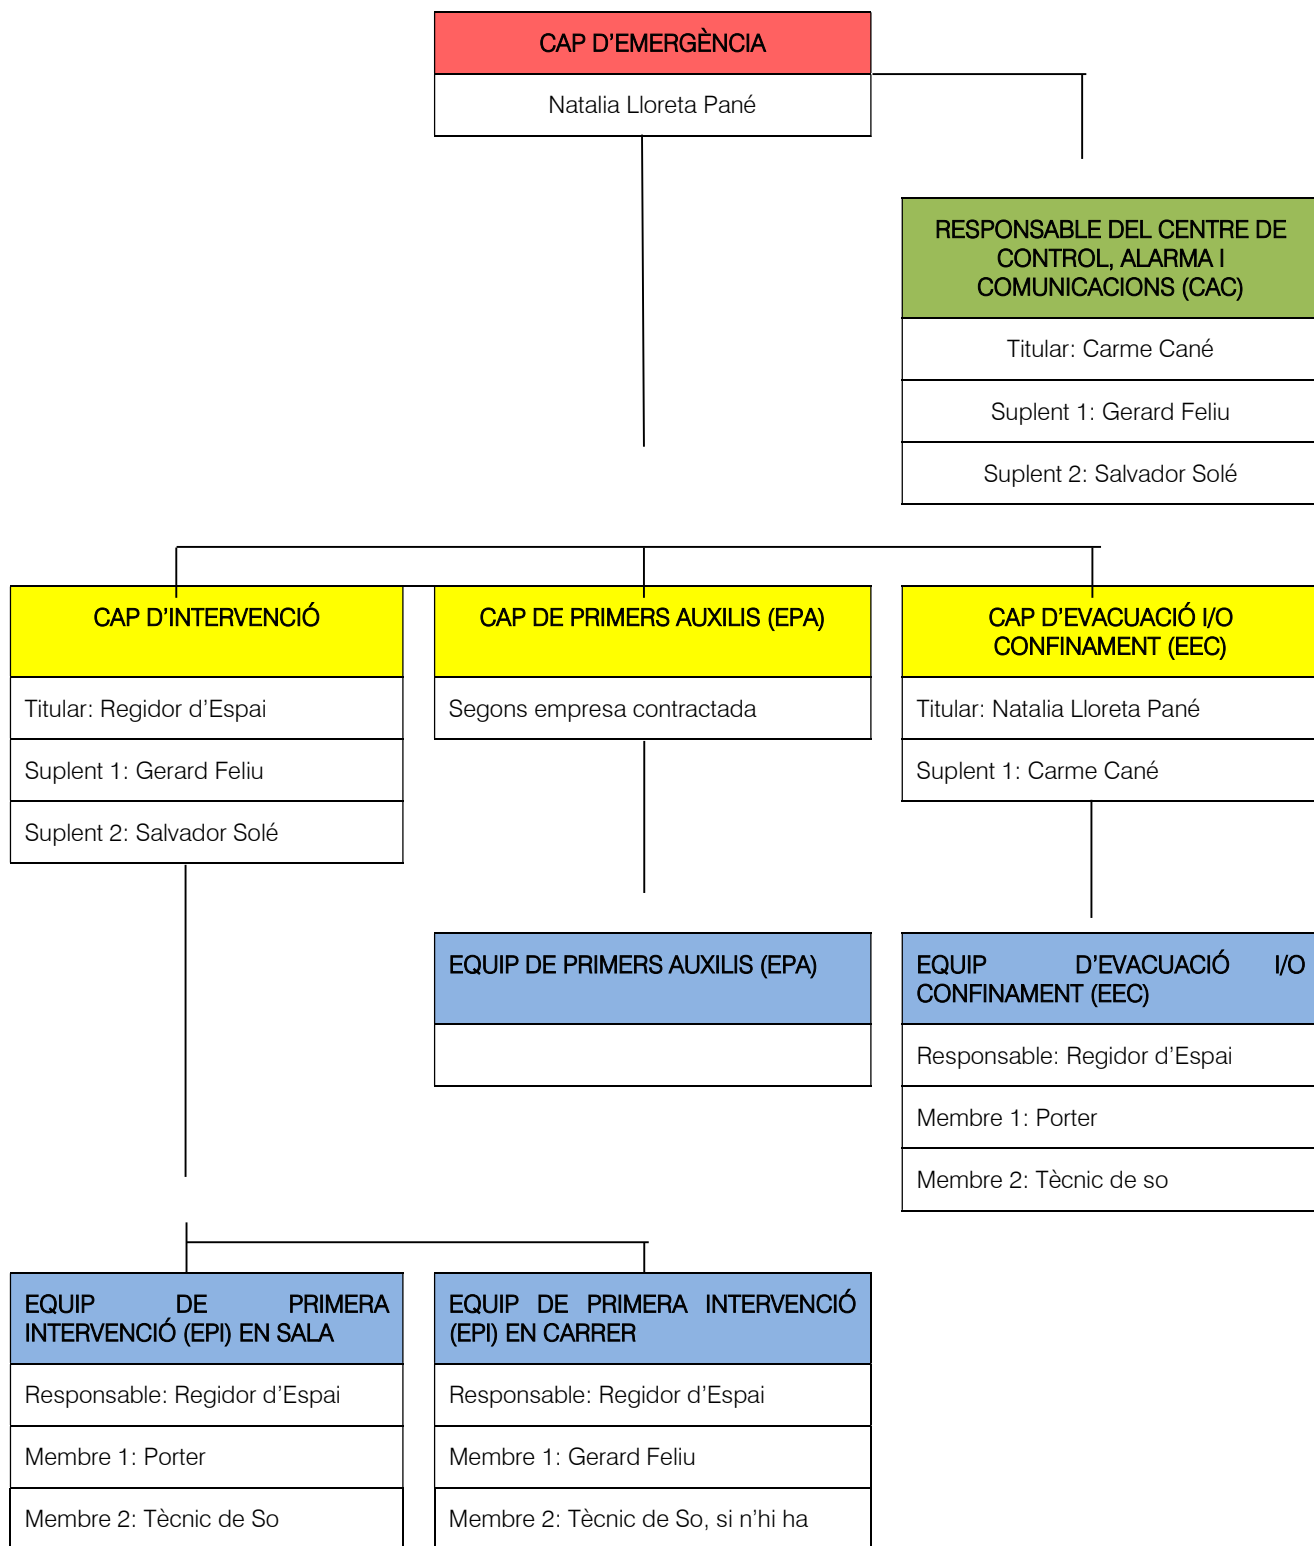 CAP D’EMERGÈNCIA
Natalia Lloreta Pané
RESPONSABLE DEL CENTRE DE
CONTROL, ALARMA I
COMUNICACIONS (CAC)
Titular: Carme Cané
Suplent 1: Gerard Feliu
Suplent 2: Salvador Solé
CAP D’INTERVENCIÓ
Titular: Regidor d’Espai
Suplent 1: Gerard Feliu
Suplent 2: Salvador Solé
CAP DE PRIMERS AUXILIS (EPA)
Segons empresa contractada
CAP D’EVACUACIÓ I/O
CONFINAMENT (EEC)
Titular: Natalia Lloreta Pané
Suplent 1: Carme Cané
EQUIP DE PRIMERS AUXILIS (EPA)
EQUIP D’EVACUACIÓ I/O
CONFINAMENT (EEC)
Responsable: Regidor d’Espai
Membre 1: Porter
Membre 2: Tècnic de so
EQUIP DE PRIMERA
INTERVENCIÓ (EPI) EN SALA
Responsable: Regidor d’Espai
Membre 1: Porter
Membre 2: Tècnic de So
EQUIP DE PRIMERA INTERVENCIÓ
(EPI) EN CARRER
Responsable: Regidor d’Espai
Membre 1: Gerard Feliu
Membre 2: Tècnic de So, si n’hi ha